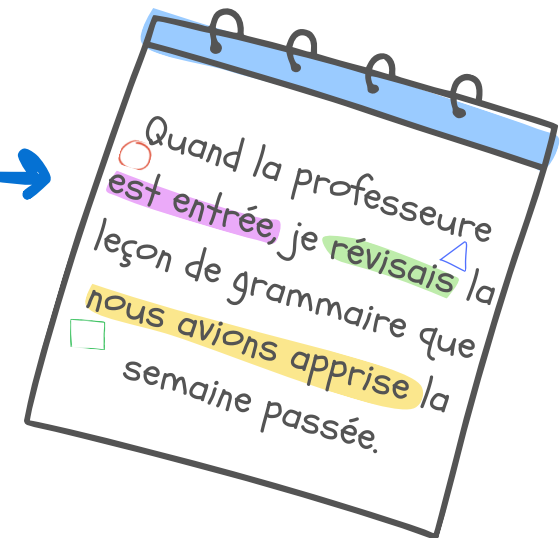 Quand la professeure
est entrée, je révisais la
leçon de grammaire que
nous avions apprise la
semaine passée.